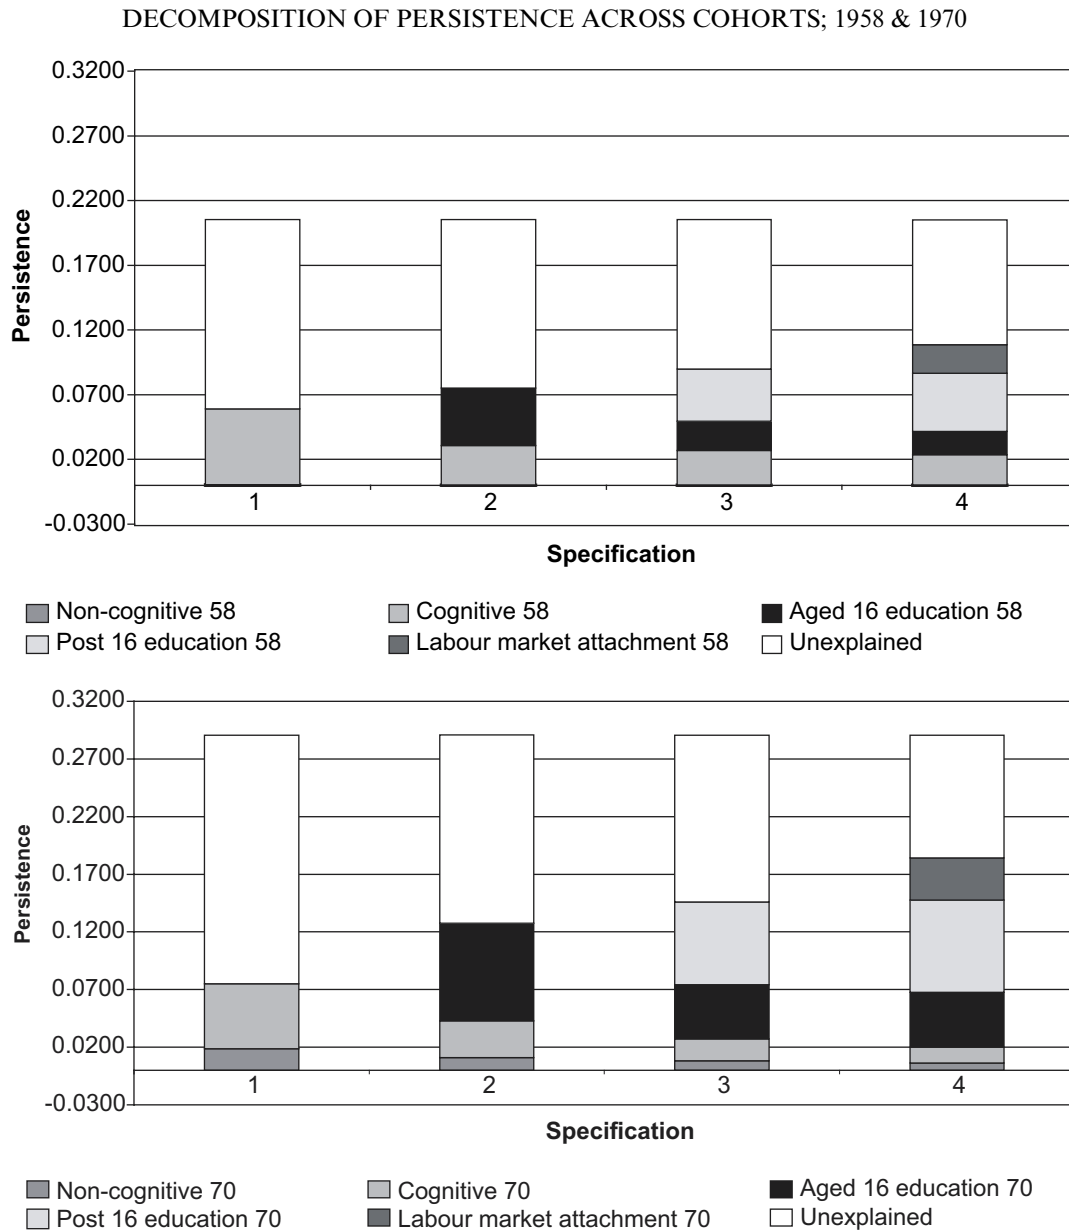 DECOMPOSITION OF PERSISTENCE ACROSS COHORTS; 1958 & 1970
0.3200
0.2700
0.2200
0.1700
0.1200
0.0700
0.0200
-0.0300
Persistence
1 2 3 4
Specification
Non-cognitive 58 Cognitive 58 Aged 16 education 58
Post 16 education 58 Labour market attachment 58 Unexplained
0.3200
0.2700
0.2200
0.1700
0.1200
0.0700
0.0200
-0.0300
Persistence
1 2 3 4
Specification
Non-cognitive 70 Cognitive 70 Aged 16 education 70
Post 16 education 70 Labour market attachment 70 Unexplained